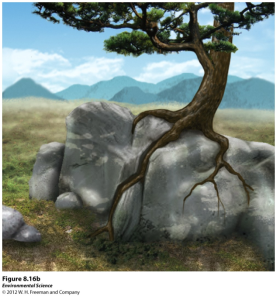 Figure 8.16b
Environmental Science
© 2012 W. H. Freeman and Company